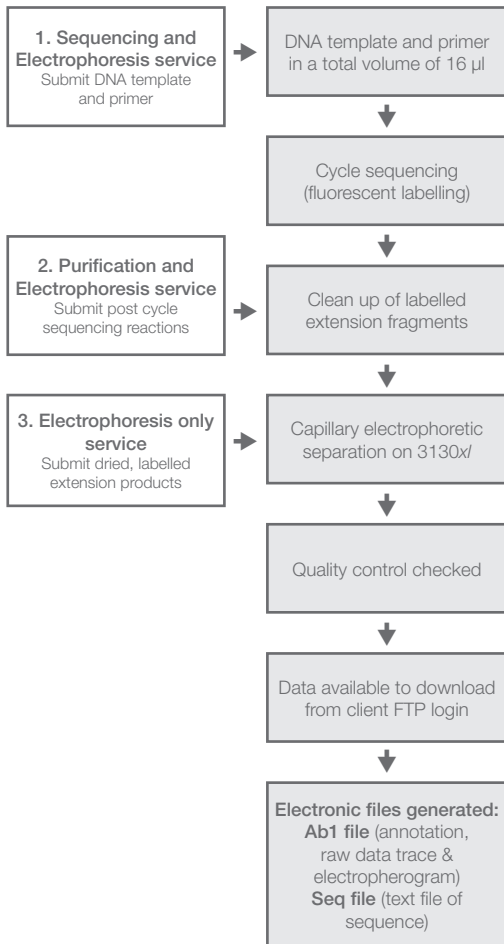 1. Sequencing and
Electrophoresis service
Submit DNA template
and primer
DNA template and primer
in a total volume of 16 µl
Cycle sequencing
(fluorescent labelling)
2. Purification and
Electrophoresis service
Submit post cycle
sequencing reactions
Clean up of labelled
extension fragments
3. Electrophoresis only
service
Submit dried, labelled
extension products
Capillary electrophoretic
separation on 3130xl
Quality control checked
Data available to download
from client FTP login
Electronic files generated:
Ab1 file (annotation,
raw data trace &
electropherogram)
Seq file (text file of
sequence)